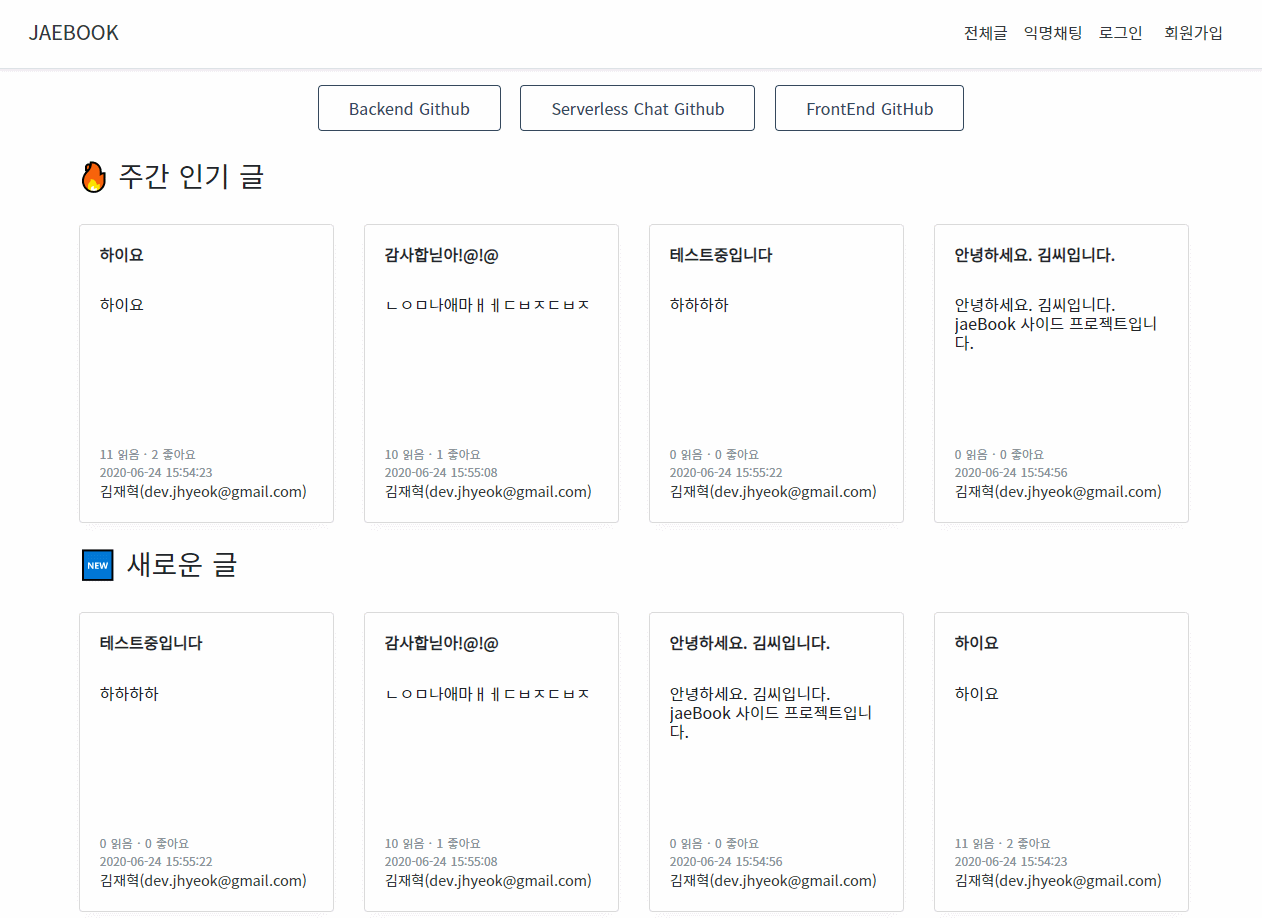 JAEBOOK
전체글 익명채팅 로그인 회원가입
Backend Github Serverless Chat Github FrontEnd GitHub
🔥 주간 인기 글
하이요
하이요
11 읽음 · 2 좋아요
2020-06-24 15:54:23
김재혁(dev.jhyeok@gmail.com)
감사합닏아!@!@
ㄴㅇㅁ나애마ㅐㅔㄷㅂㅈㄷㅂㅈ
10 읽음 · 1 좋아요
2020-06-24 15:55:08
김재혁(dev.jhyeok@gmail.com)
테스트중입니다
하하하하
0 읽음 · 0 좋아요
2020-06-24 15:55:22
김재혁(dev.jhyeok@gmail.com)
안녕하세요. 김씨입니다.
안녕하세요. 김씨입니다.
jaeBook 사이드 프로젝트입니
다.
0 읽음 · 0 좋아요
2020-06-24 15:54:56
김재혁(dev.jhyeok@gmail.com)
NEW 새로운 글
테스트중입니다
하하하하
0 읽음 · 0 좋아요
2020-06-24 15:55:22
김재혁(dev.jhyeok@gmail.com)
감사합닏아!@!@
ㄴㅇㅁ나애마ㅐㅔㄷㅂㅈㄷㅂㅈ
10 읽음 · 1 좋아요
2020-06-24 15:55:08
김재혁(dev.jhyeok@gmail.com)
안녕하세요. 김씨입니다.
안녕하세요. 김씨입니다.
jaeBook 사이드 프로젝트입니
다.
0 읽음 · 0 좋아요
2020-06-24 15:54:56
김재혁(dev.jhyeok@gmail.com)
하이요
하이요
11 읽음 · 2 좋아요
2020-06-24 15:54:23
김재혁(dev.jhyeok@gmail.com)